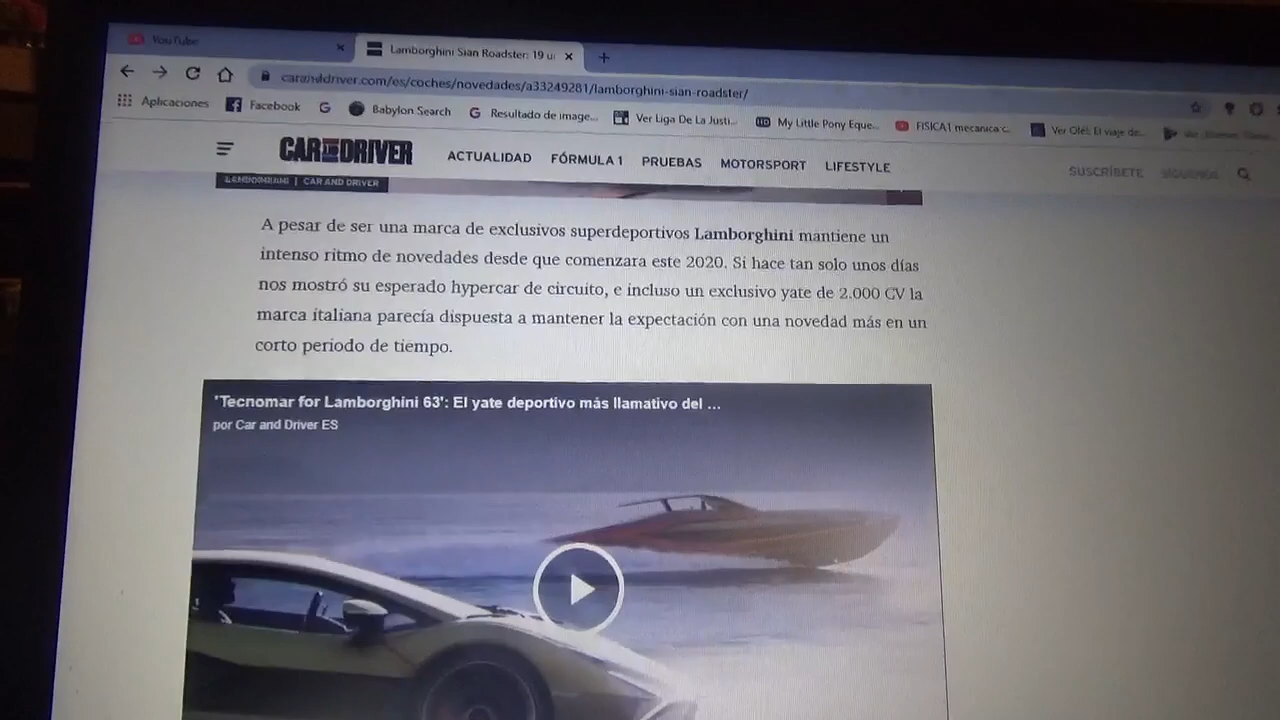 YouTube
Lamborghini Sian Roadster: 19 u
caranddriver.com/es/coches/novedades/a33249281/lamborghini-sian-roadster/
Aplicaciones Facebook Babylon Search Resultado de image... Ver Liga De La Justi... My Little Pony Eque... FISICA1 mecanica c... Ver Olé!, El viaje de...
CAR AND DRIVER ACTUALIDAD FÓRMULA 1 PRUEBAS MOTORSPORT LIFESTYLE SUSCRÍBETE SÍGUENOS
LAMBORGHINI | CAR AND DRIVER
A pesar de ser una marca de exclusivos superdeportivos Lamborghini mantiene un
intenso ritmo de novedades desde que comenzara este 2020. Si hace tan solo unos días
nos mostró su esperado hypercar de circuito, e incluso un exclusivo yate de 2.000 CV la
marca italiana parecía dispuesta a mantener la expectación con una novedad más en un
corto periodo de tiempo.
'Tecnomar for Lamborghini 63': El yate deportivo más llamativo del ...
por Car and Driver ES